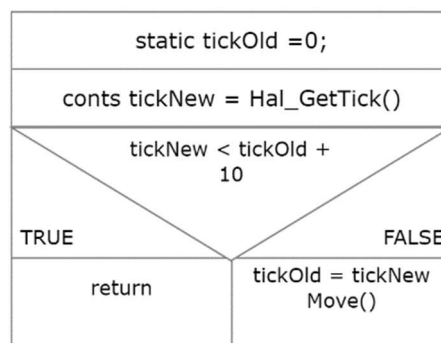 static tickOld =0;
conts tickNew = Hal_GetTick()
tickNew < tickOld +
10
TRUE
FALSE
return
tickOld = tickNew
Move()